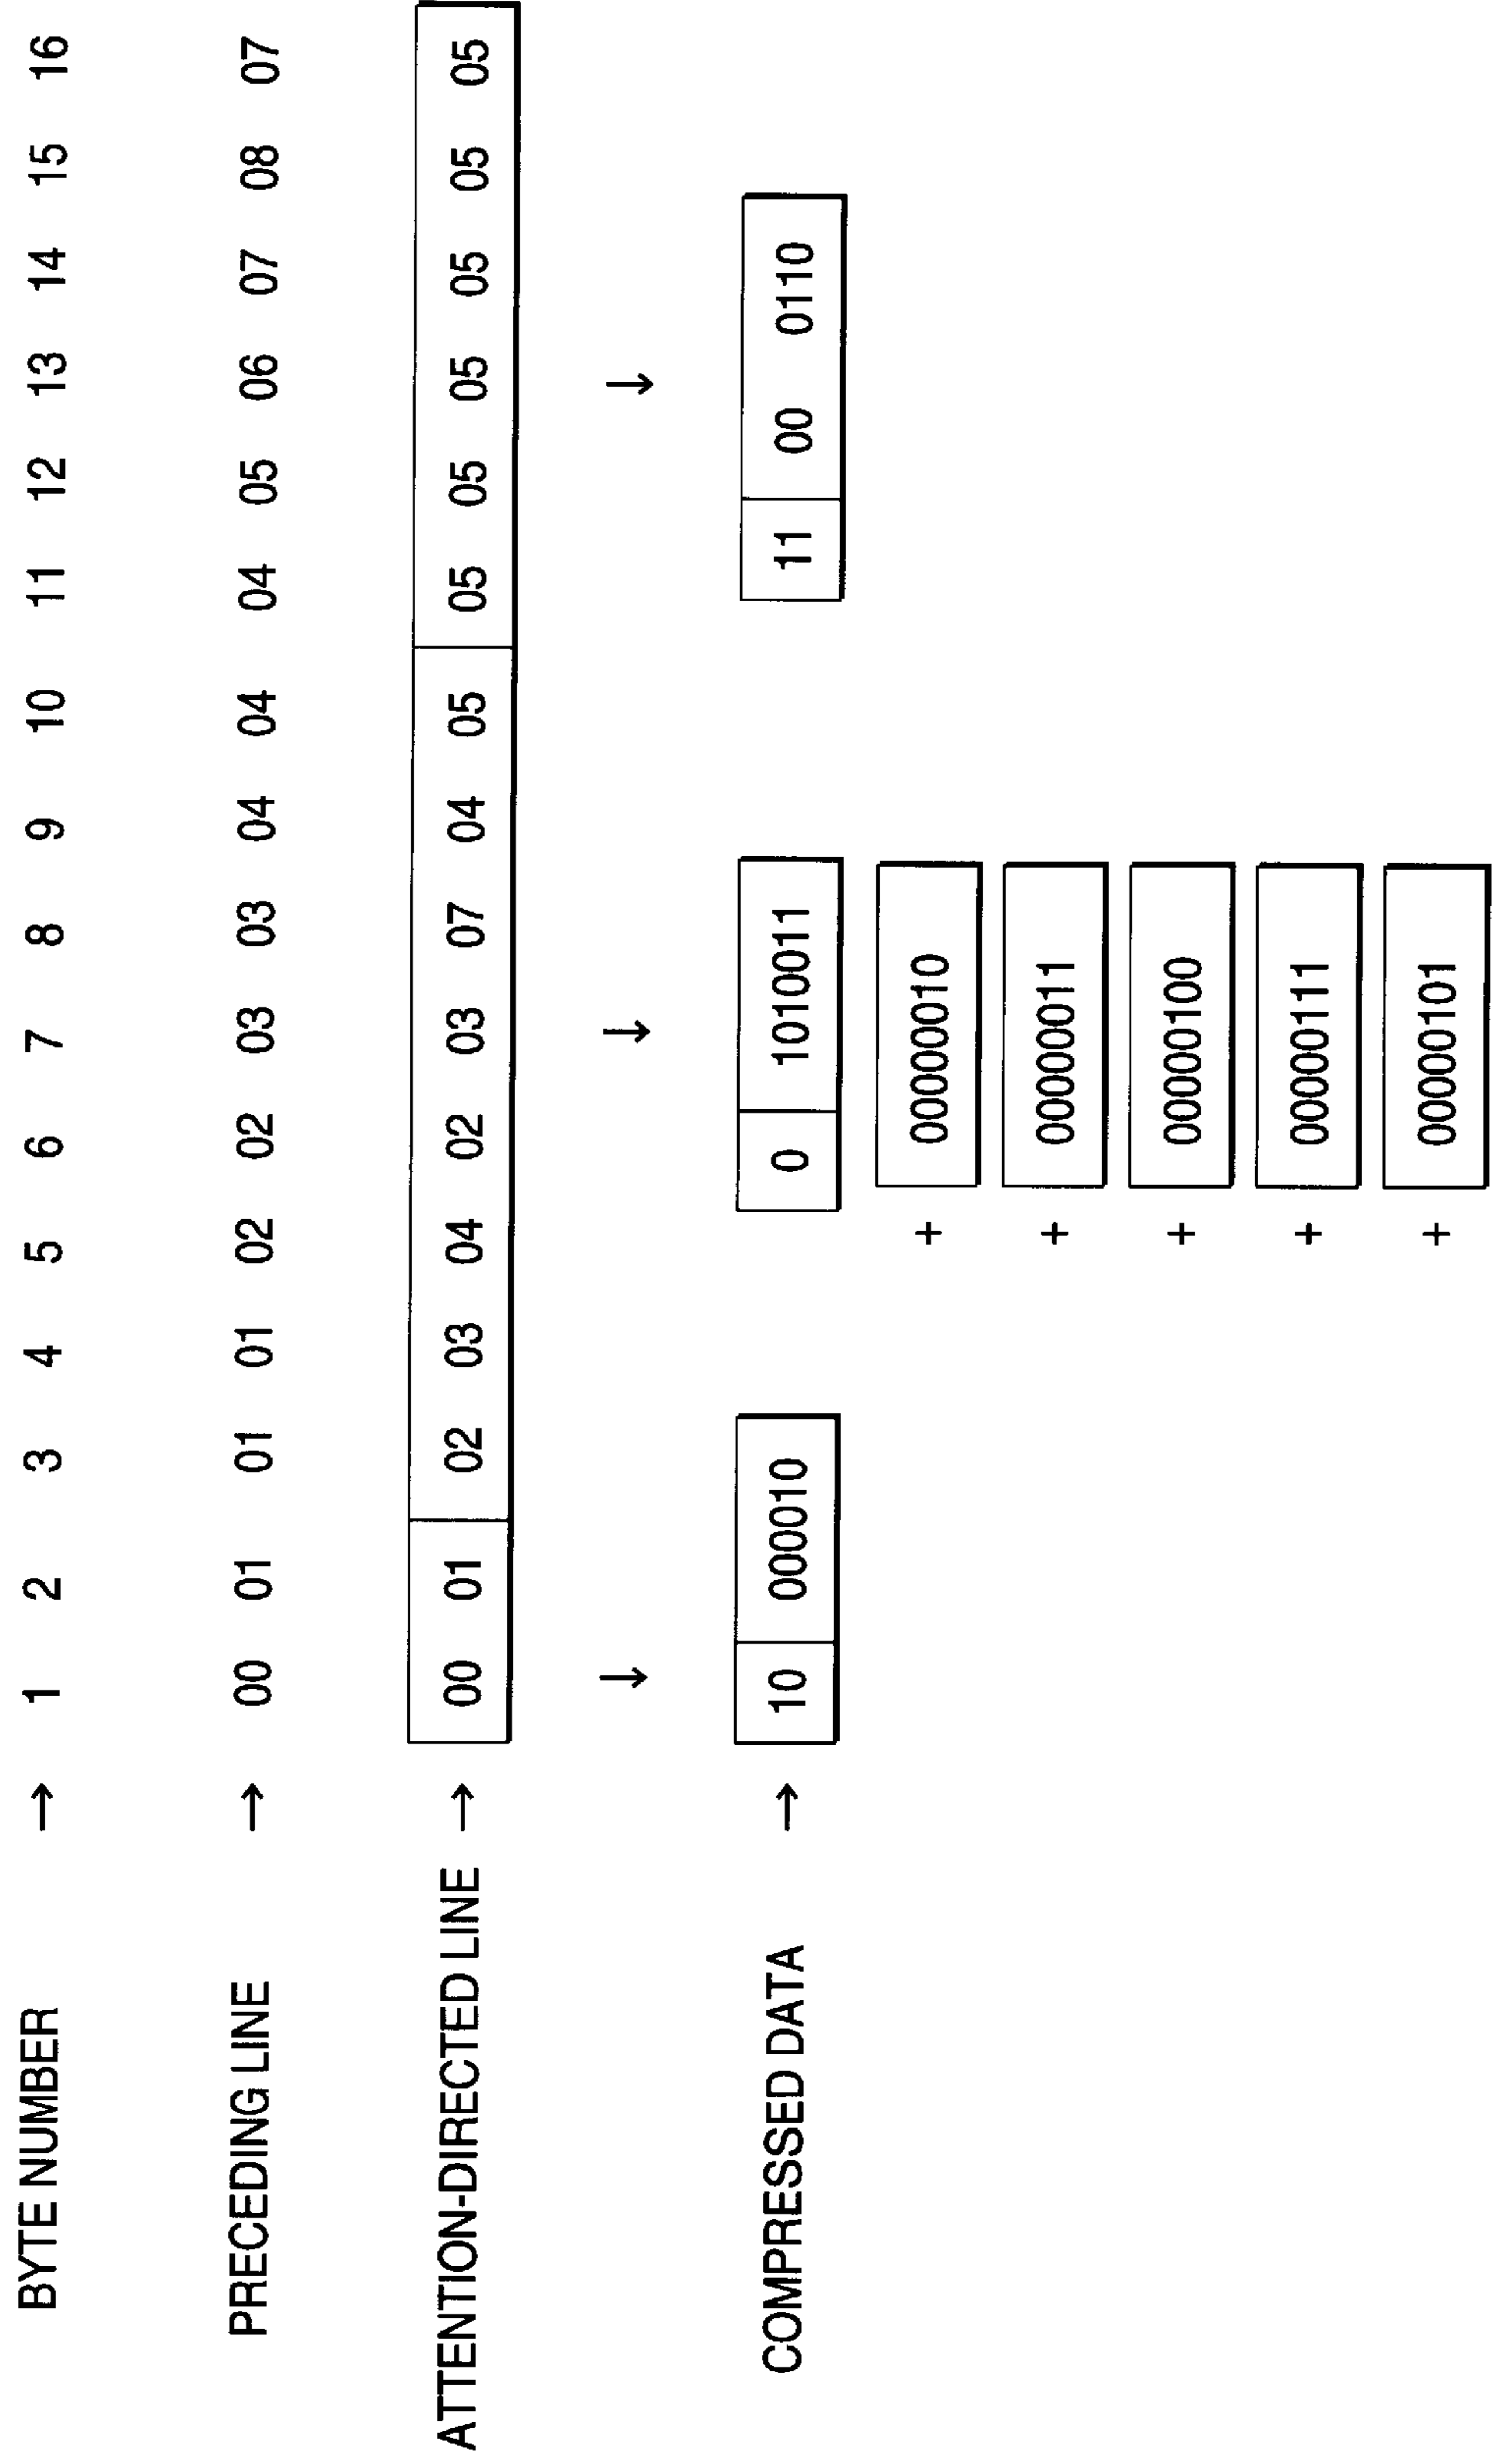 BYTE NUMBER → 1 2 3 4 5 6 7 8 9 10 11 12 13 14 15 16
PRECEDING LINE → 00 01 01 01 02 02 03 03 04 04 04 05 06 07 08 07
ATTENTION-DIRECTED LINE → 00 01 02 03 04 02 03 07 04 05 05 05 05 05 05 05
↓ ↓ ↓
COMPRESSED DATA → 10 000010 0 1010011 11 00 0110
+ 00000010
+ 00000011
+ 00000100
+ 00000111
+ 00000101